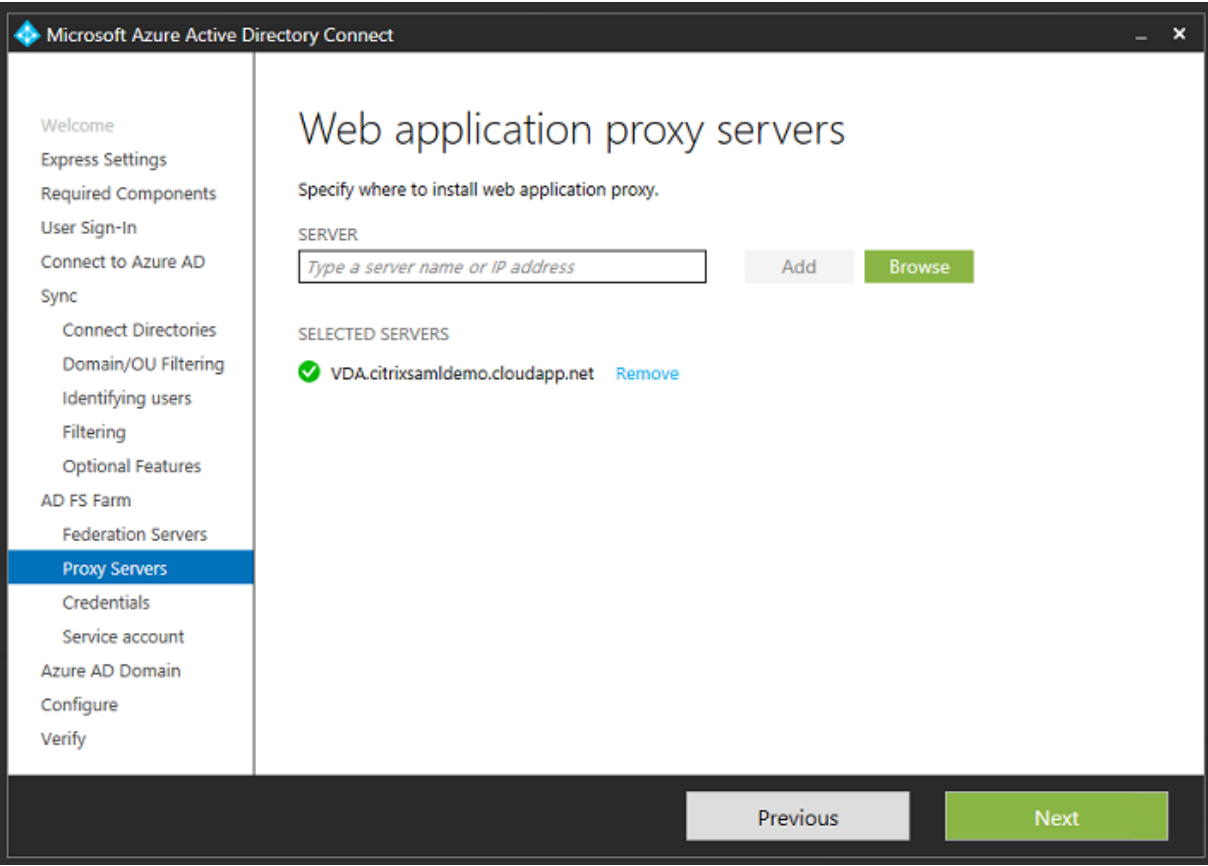 Microsoft Azure Active Directory Connect
Welcome
Express Settings
Required Components
User Sign-In
Connect to Azure AD
Sync
Connect Directories
Domain/OU Filtering
Identifying users
Filtering
Optional Features
AD FS Farm
Federation Servers
Proxy Servers
Credentials
Service account
Azure AD Domain
Configure
Verify
Web application proxy servers
Specify where to install web application proxy.
SERVER
Type a server name or IP address
Add
Browse
SELECTED SERVERS
VDA.citrixsamldemo.cloudapp.net Remove
Previous
Next